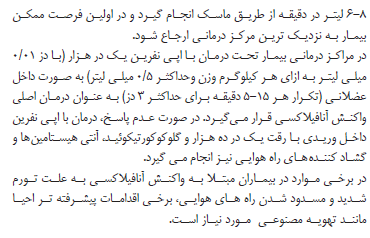 ۸-۶ لیتر در دقیقه از طریق ماسک انجام گیرد و در اولین فرصت ممکن
بیمار به نزدیک ترین مرکز درمانی ارجاع شود.
در مراکز درمانی بیمار تحت درمان با اپی نفرین یک در هزار (با دز ۰/۰۱
میلی لیتر به ازای هر کیلوگرم وزن وحداکثر ۰/۵ میلی لیتر) به صورت داخل
عضلانی (تکرار هر ۱۵-۵ دقیقه برای حداکثر ۳ دز) به عنوان درمان اصلی
واکنش آنافیلاکسی قرار می‌گیرد. در صورت عدم پاسخ، درمان با اپی نفرین
داخل وریدی با رقت یک در ده هزار و گلوکوکورتیکوئید، آنتی هیستامین‌ها و
گشاد کننده‌های راه هوایی نیز انجام می گیرد.
در برخی موارد در بیماران مبتلا به واکنش آنافیلاکسی به علت تورم
شدید و مسدود شدن راه های هوایی، برخی اقدامات پیشرفته تر احیا
مانند تهویه مصنوعی مورد نیاز است.